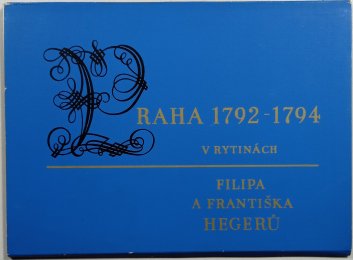 PRAHA 1792-1794
V RYTINÁCH
FILIPA
A FRANTIŠKA
HEGERŮ